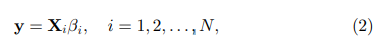 y = X_iβ_i, i = 1, 2, . . . , N, (2)